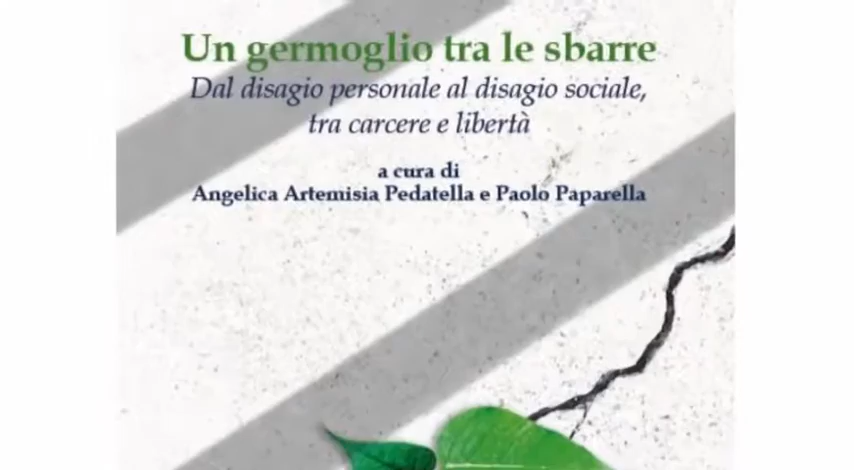 Un germoglio tra le sbarre
Dal disagio personale al disagio sociale,
tra carcere e libertà
a cura di
Angelica Artemisia Pedatella e Paolo Paparella